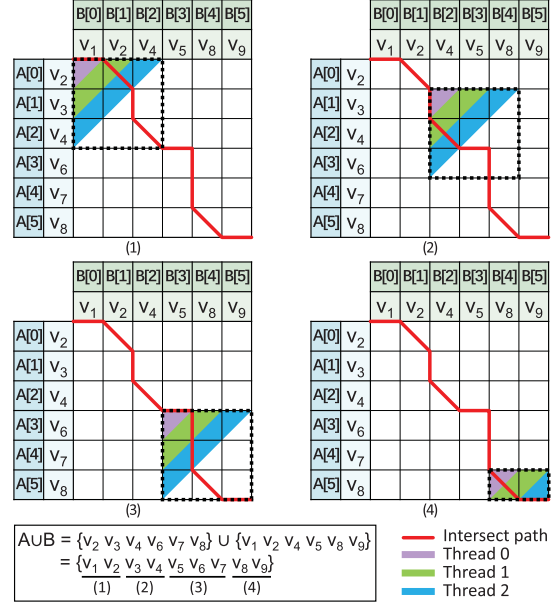 B[0] B[1] B[2] B[3] B[4] B[5]
v1 v2 v4 v5 v8 v9
A[0] v2
A[1] v3
A[2] v4
A[3] v6
A[4] v7
A[5] v8
(1)
B[0] B[1] B[2] B[3] B[4] B[5]
v1 v2 v4 v5 v8 v9
A[0] v2
A[1] v3
A[2] v4
A[3] v6
A[4] v7
A[5] v8
(2)
B[0] B[1] B[2] B[3] B[4] B[5]
v1 v2 v4 v5 v8 v9
A[0] v2
A[1] v3
A[2] v4
A[3] v6
A[4] v7
A[5] v8
(3)
B[0] B[1] B[2] B[3] B[4] B[5]
v1 v2 v4 v5 v8 v9
A[0] v2
A[1] v3
A[2] v4
A[3] v6
A[4] v7
A[5] v8
(4)
A∪B = {v2 v3 v4 v6 v7 v8} ∪ {v1 v2 v4 v5 v8 v9}
= {v1 v2 v3 v4 v5 v6 v7 v8 v9}
(1) (2) (3) (4)
Intersect path
Thread 0
Thread 1
Thread 2